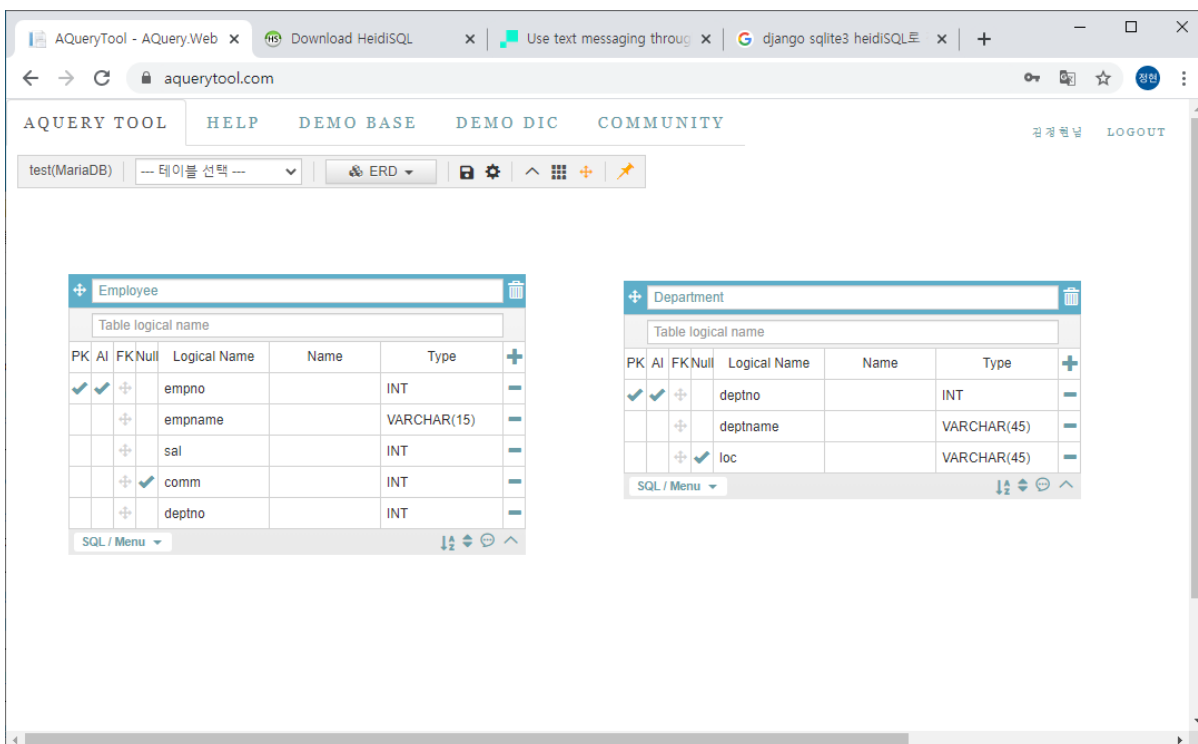 AQueryTool - AQuery.Web
Download HeidiSQL
Use text messaging throug
django sqlite3 heidiSQL로
aquerytool.com
정현
AQUERY TOOL HELP DEMO BASE DEMO DIC COMMUNITY
LOGOUT
test(MariaDB) --- 테이블 선택 --- ERD
Employee
Table logical name
PK AI FK Null Logical Name Name Type
empno INT
empname VARCHAR(15)
sal INT
comm INT
deptno INT
SQL / Menu
Department
Table logical name
PK AI FK Null Logical Name Name Type
deptno INT
deptname VARCHAR(45)
loc VARCHAR(45)
SQL / Menu